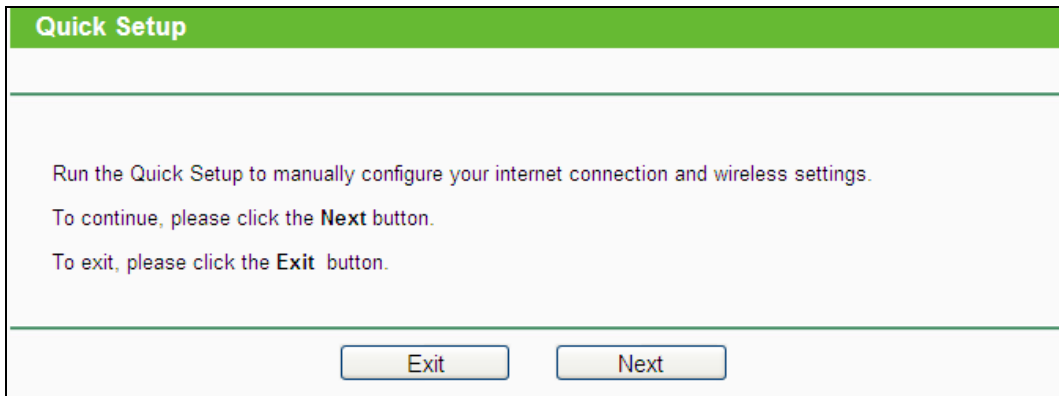 Quick Setup
Run the Quick Setup to manually configure your internet connection and wireless settings.
To continue, please click the Next button.
To exit, please click the Exit button.
Exit
Next